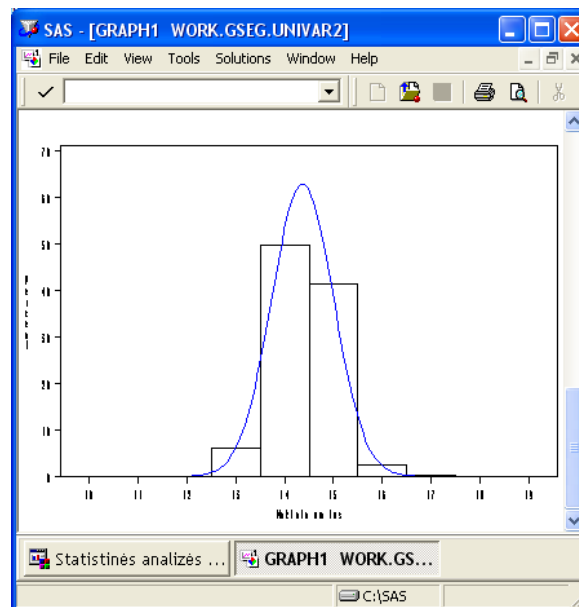 SAS - [GRAPH1 WORK.GSEG.UNIVAR2]
File Edit View Tools Solutions Window Help
70
60
50
40
30
20
10
0
10 11 12 13 14 15 16 17 18 19
Statistinės analizės ... GRAPH1 WORK.GS...
C:\SAS